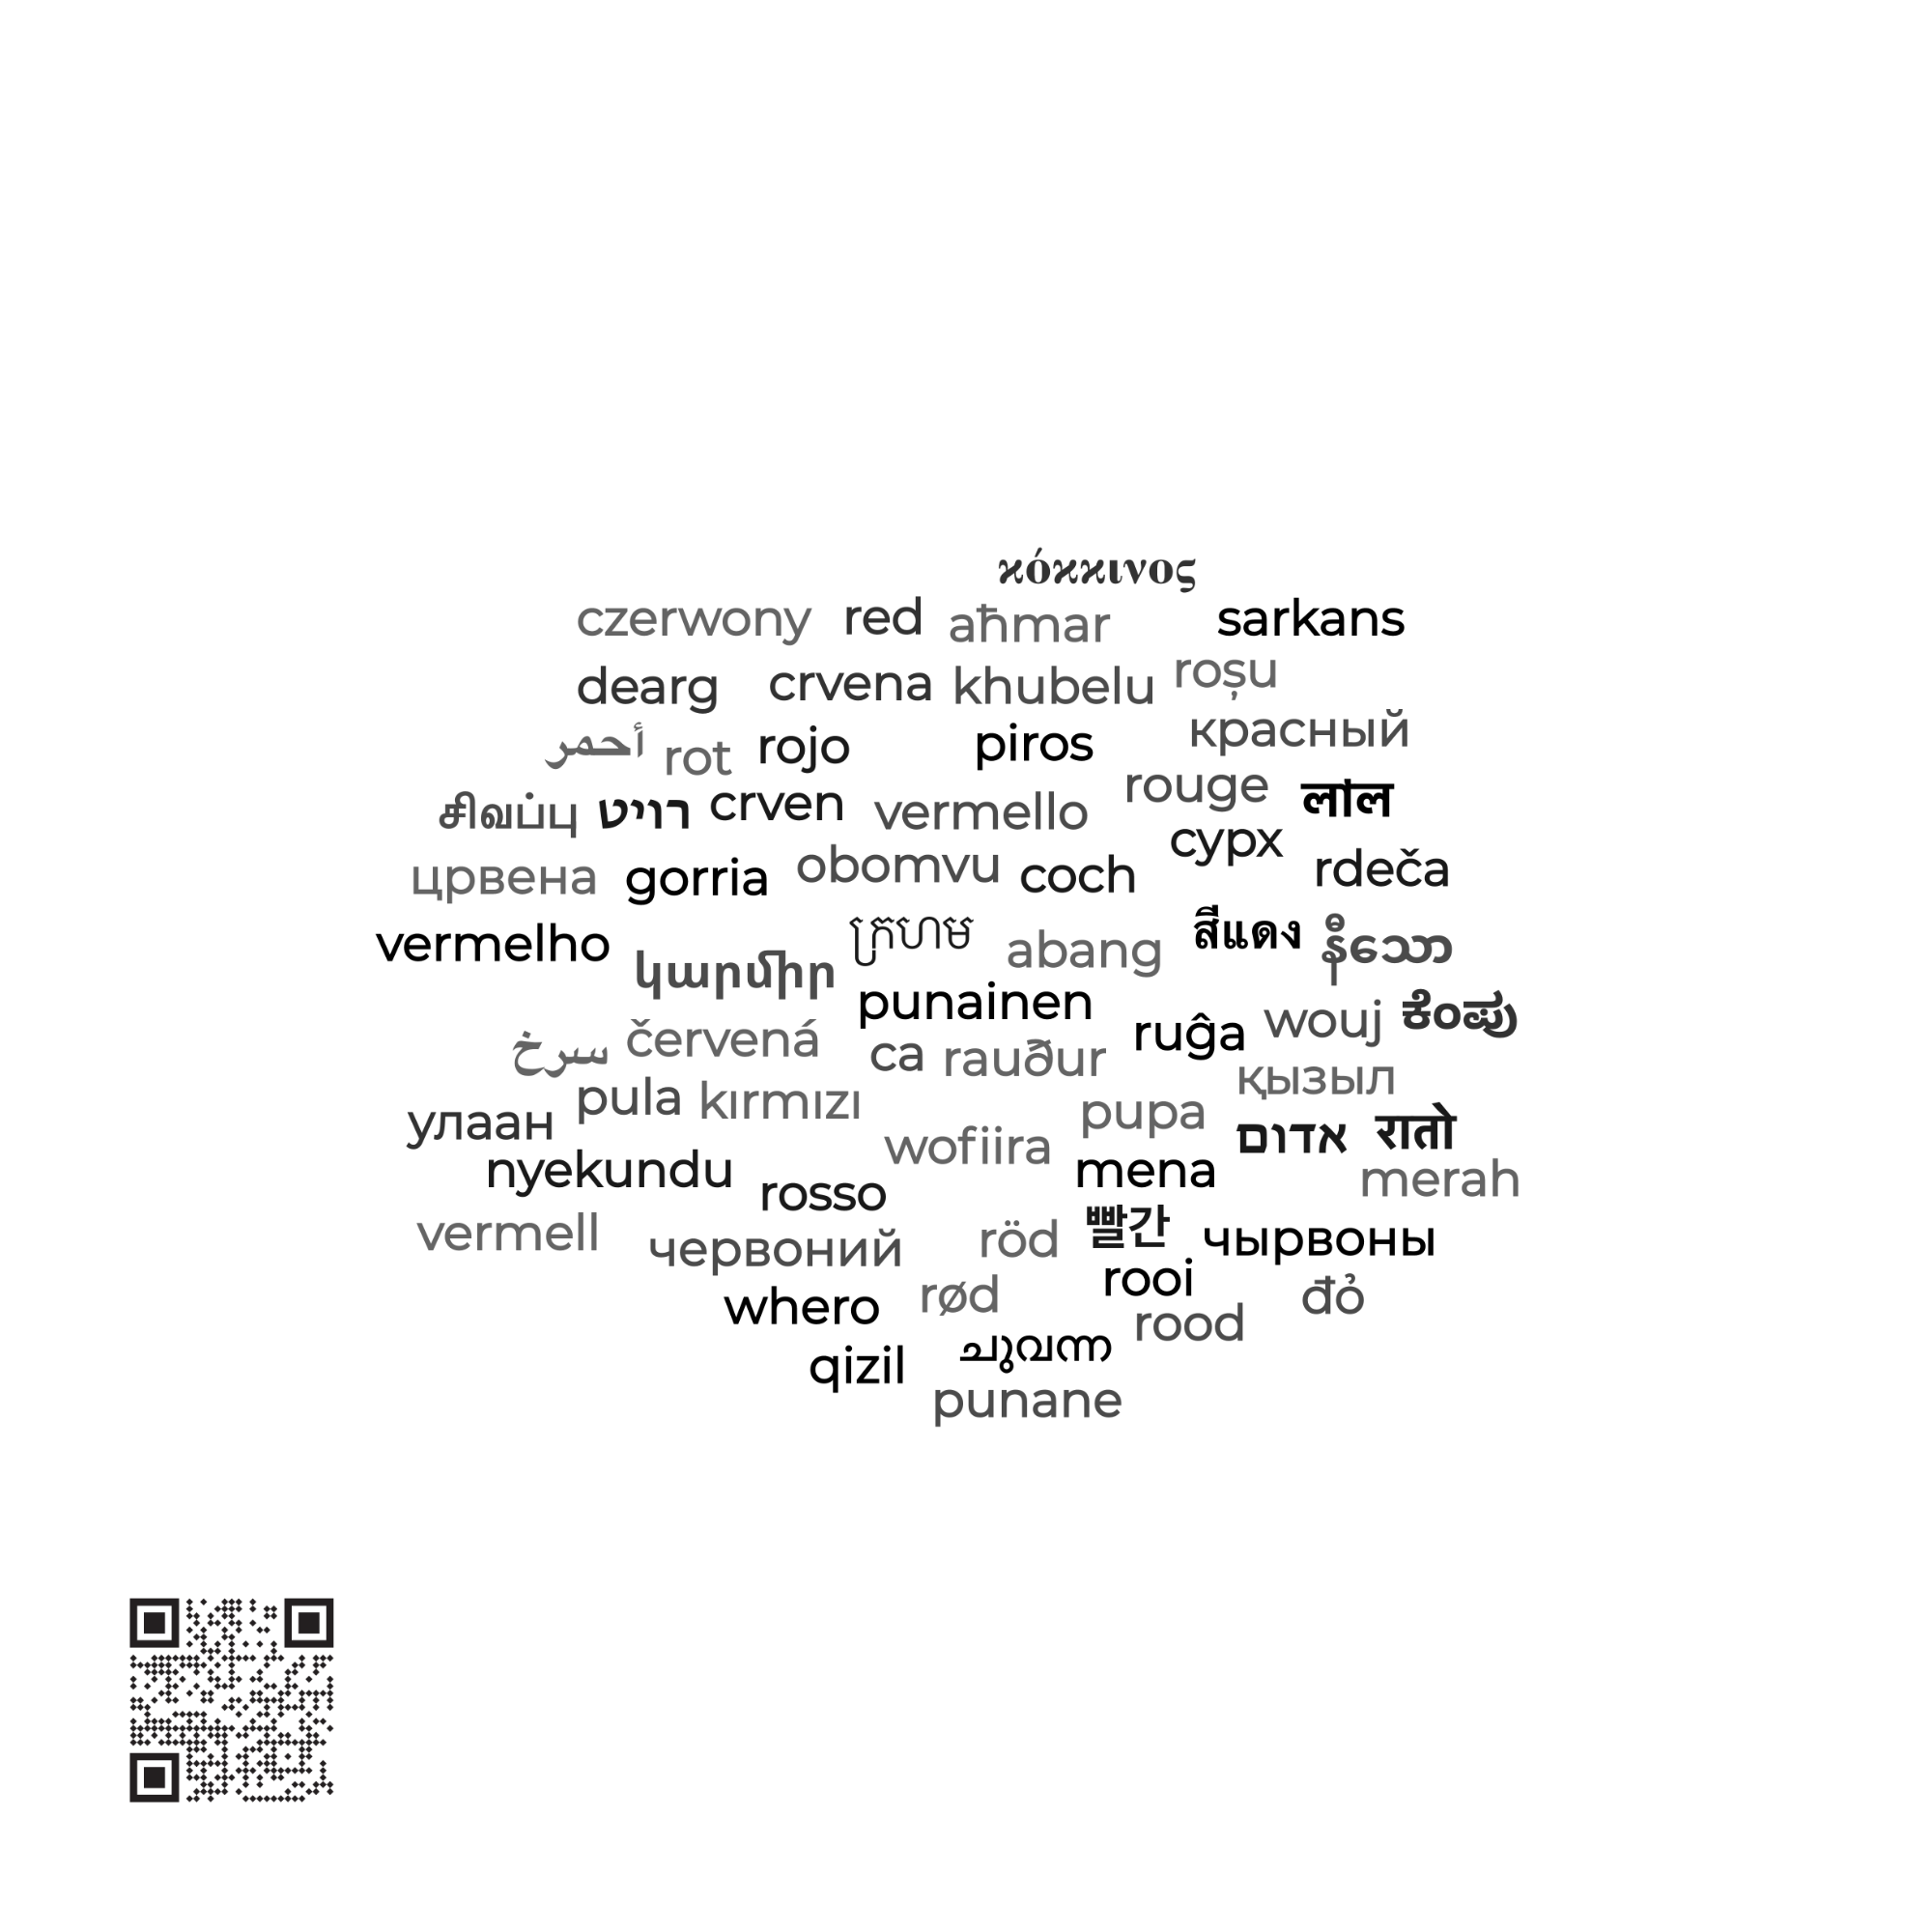 κόκκινος
czerwony red aħmar sarkans
dearg crvena khubelu roșu
أحمر rot rojo piros красный
சிவப்பு רויט crven vermello rouge लाल
црвена gorria obomvu coch сурх rdeča
vermelho կարմիր ក្រហម abang สีแดง နီသော
punainen
سرخ červená ca rauður ruĝa wouj ಕೆಂಪು
улаан pula kırmızı pupa қызыл
nyekundu rosso wofiira mena אדום रातो merah
vermell червоний röd 빨간 чырвоны
whero rød rooi rood đỏ
qizil ചുവന്ന
punane